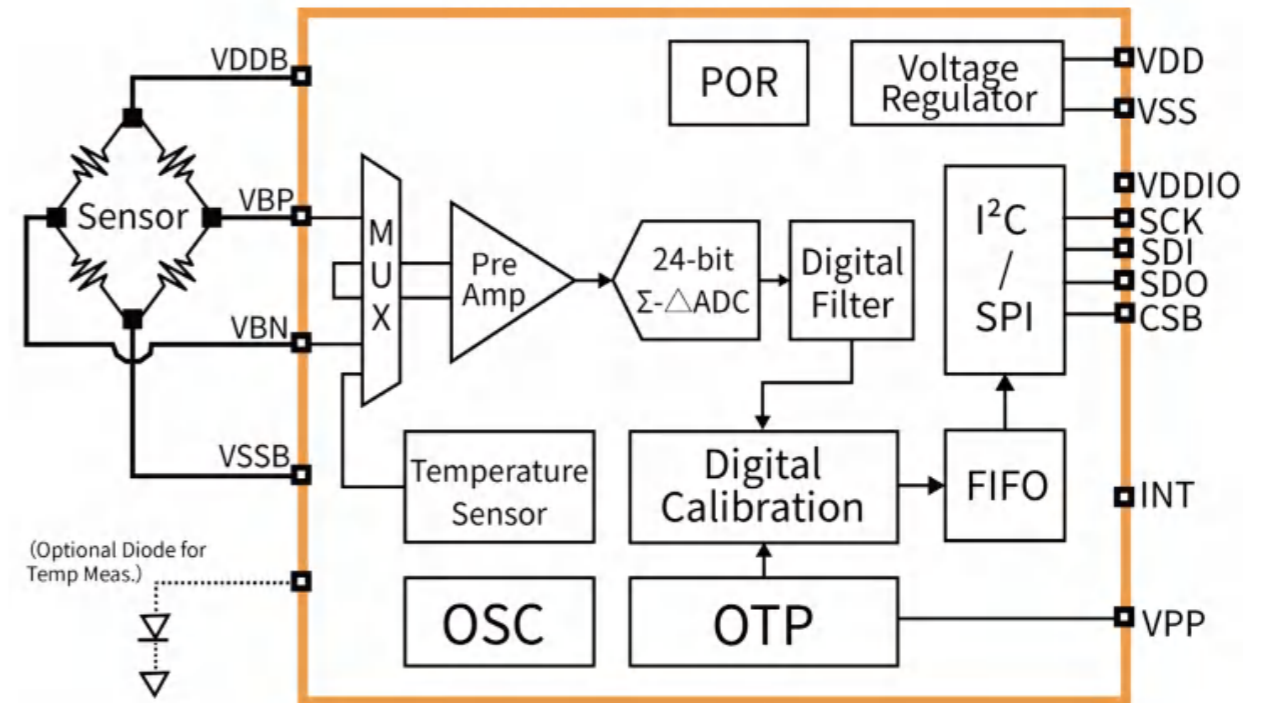 VDDB
POR
Voltage
Regulator
VDD
VSS
VBP
Sensor
VDDIO
I²C
/
SPI
SCK
SDI
SDO
CSB
M
U
X
Pre
Amp
24-bit
Σ-△ADC
Digital
Filter
VBN
VSSB
Temperature
Sensor
Digital
Calibration
FIFO
INT
(Optional Diode for
Temp Meas.)
OSC
OTP
VPP